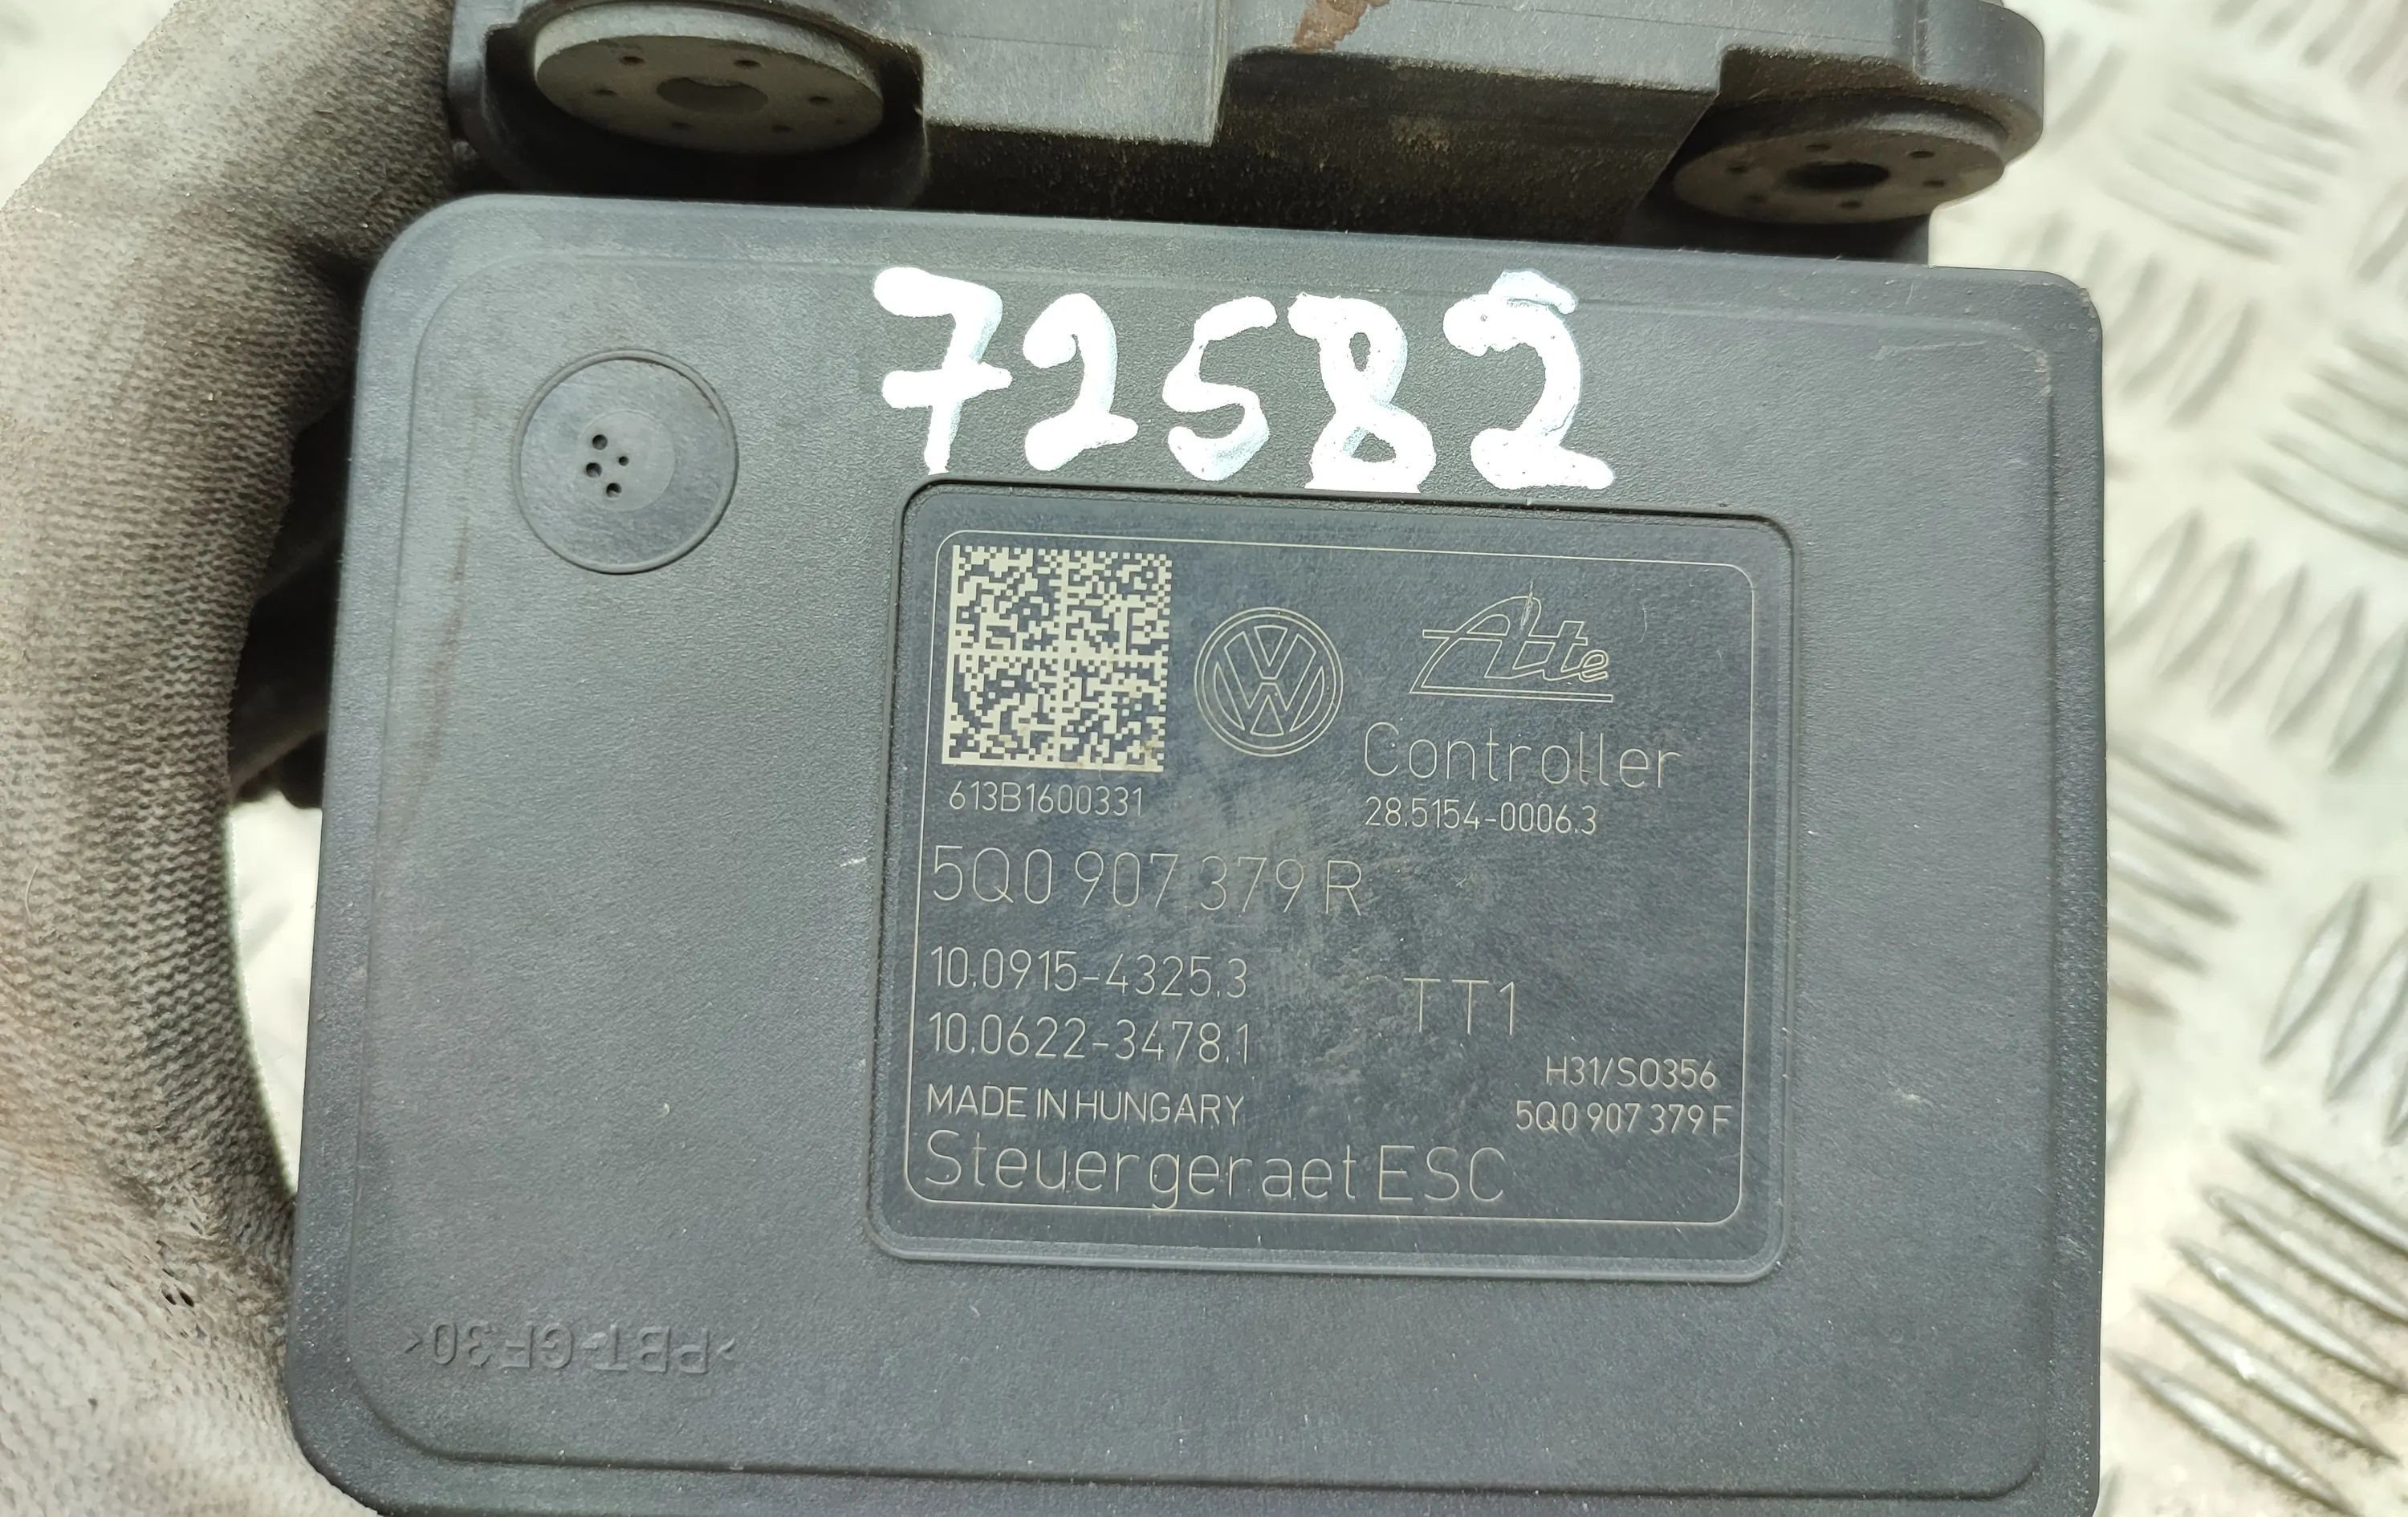 72582
Ate
Controller
613B1600331
28.5154-0006.3
5Q0 907 379 R
10.0915-4325.3
TT1
10.0622-3478.1
H31/S0356
MADE IN HUNGARY
5Q0 907 379 F
Steuergeraet ESC
>PBT-GF30<